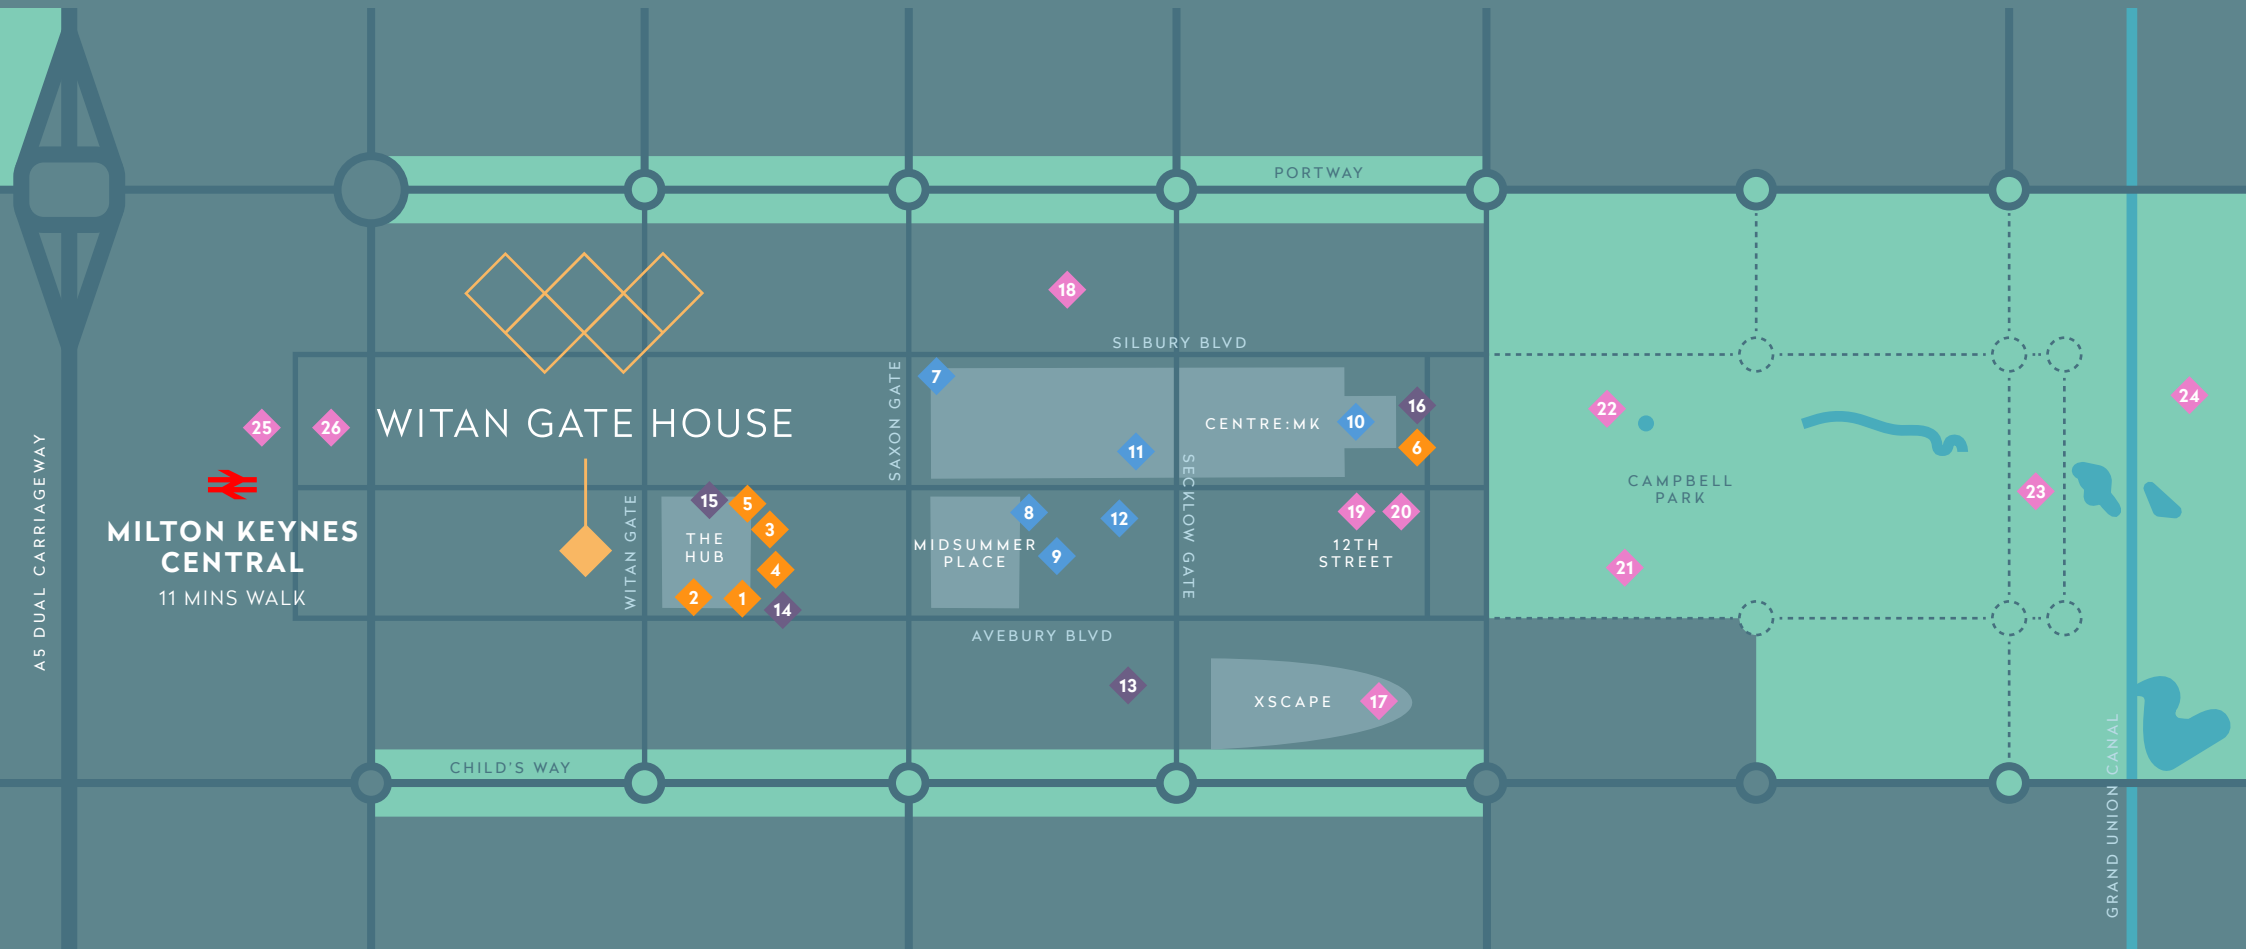 PORTWAY
18
SILBURY BLVD
7
SAXON GATE
CENTRE:MK
10
16
6
11
22
24
25
26
WITAN GATE HOUSE
A5 DUAL CARRIAGEWAY
MILTON KEYNES
CENTRAL
11 MINS WALK
WITAN GATE
15
5
3
THE
HUB
4
2
1
14
8
12
MIDSUMMER
PLACE
9
SECKLOW GATE
19
20
12TH
STREET
CAMPBELL
PARK
23
21
AVEBURY BLVD
13
XSCAPE
17
CHILD'S WAY
GRAND UNION CANAL